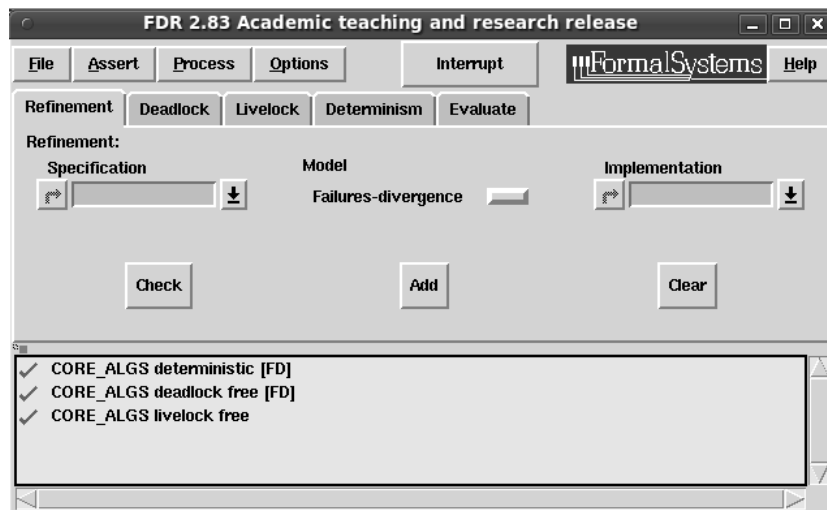 FDR 2.83 Academic teaching and research release
File Assert Process Options Interrupt FormalSystems Help
Refinement Deadlock Livelock Determinism Evaluate
Refinement:
Specification Model Implementation
Failures-divergence
Check Add Clear
CORE_ALGS deterministic [FD]
CORE_ALGS deadlock free [FD]
CORE_ALGS livelock free